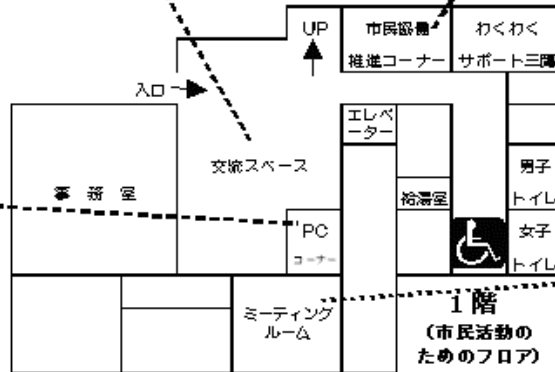 UP
市民協働
推進コーナー
わくわく
サポート三鷹
入口
エレベ
ーター
交流スペース
事務室
給湯室
男子
トイレ
女子
トイレ
PC
コーナー
ミーティング
ルーム
1階
(市民活動の
ためのフロア)